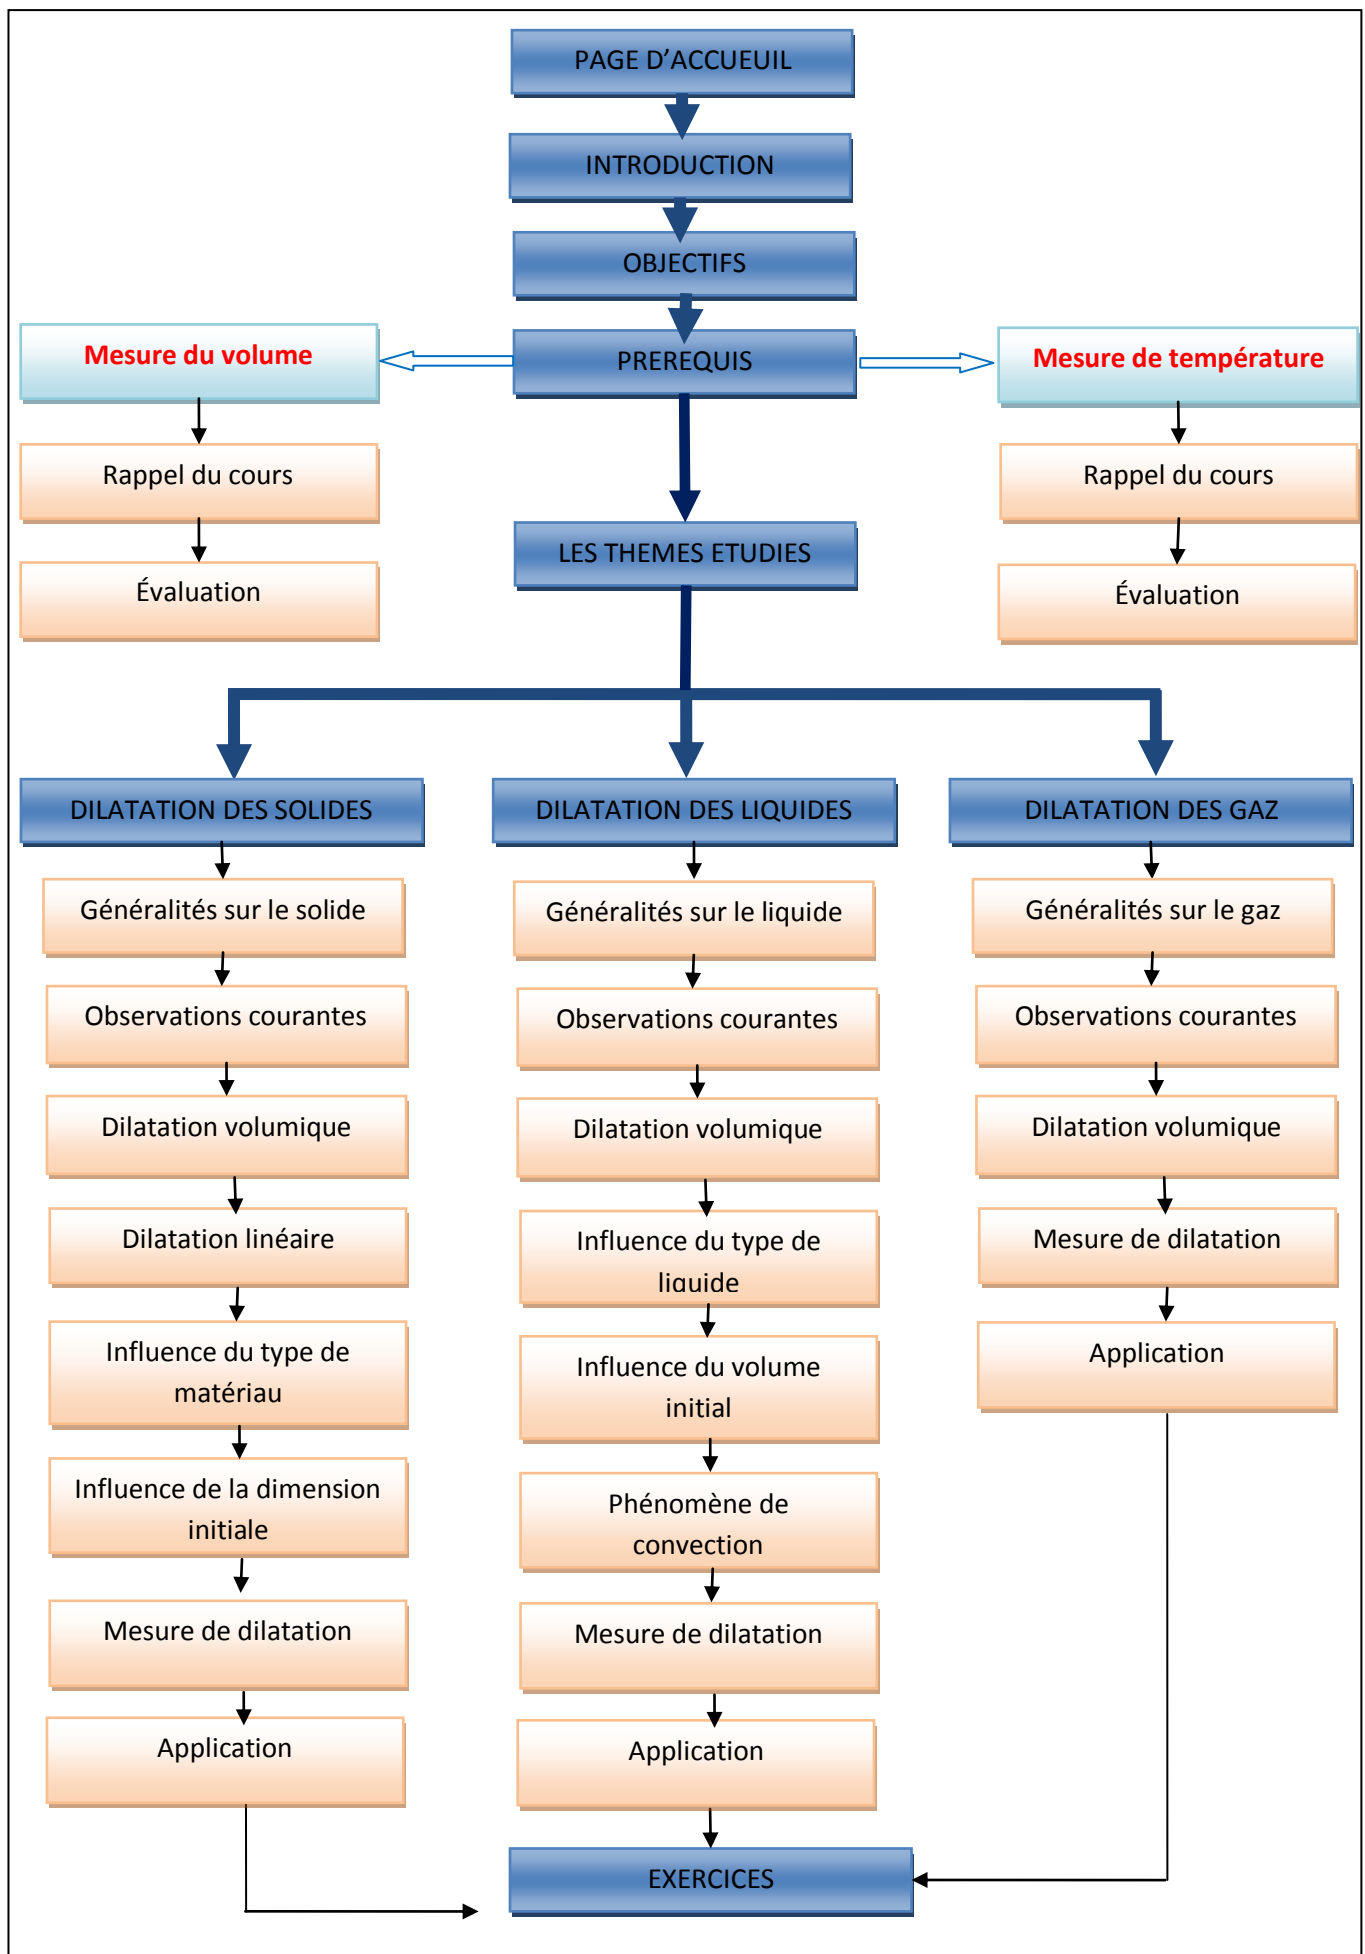 PAGE D’ACCUEUIL
INTRODUCTION
OBJECTIFS
PREREQUIS
Mesure du volume
Rappel du cours
Évaluation
Mesure de température
Rappel du cours
Évaluation
LES THEMES ETUDIES
DILATATION DES SOLIDES
Généralités sur le solide
Observations courantes
Dilatation volumique
Dilatation linéaire
Influence du type de
matériau
Influence de la dimension
initiale
Mesure de dilatation
Application
DILATATION DES LIQUIDES
Généralités sur le liquide
Observations courantes
Dilatation volumique
Influence du type de
liquide
Influence du volume
initial
Phénomène de
convection
Mesure de dilatation
Application
DILATATION DES GAZ
Généralités sur le gaz
Observations courantes
Dilatation volumique
Mesure de dilatation
Application
EXERCICES